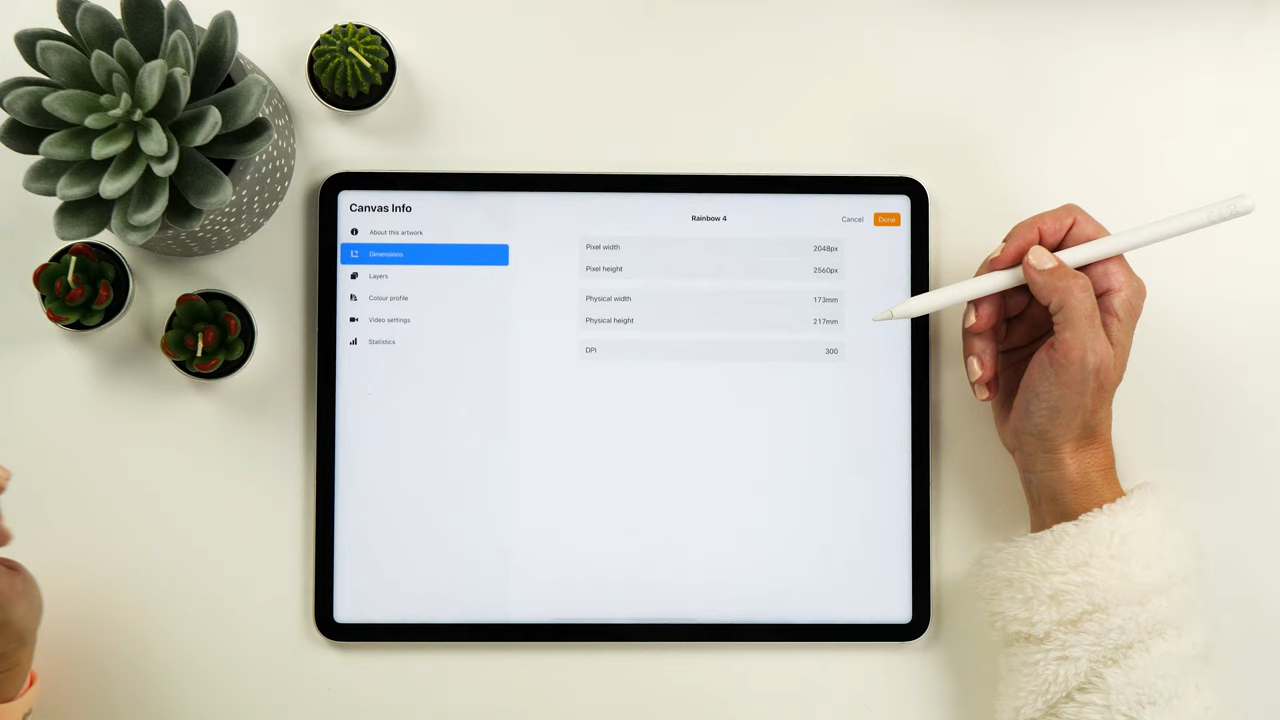 Canvas Info
Rainbow 4
Cancel
Done
About this artwork
Dimensions
Layers
Colour profile
Video settings
Statistics
Pixel width 2048px
Pixel height 2560px
Physical width 173mm
Physical height 217mm
DPI 300